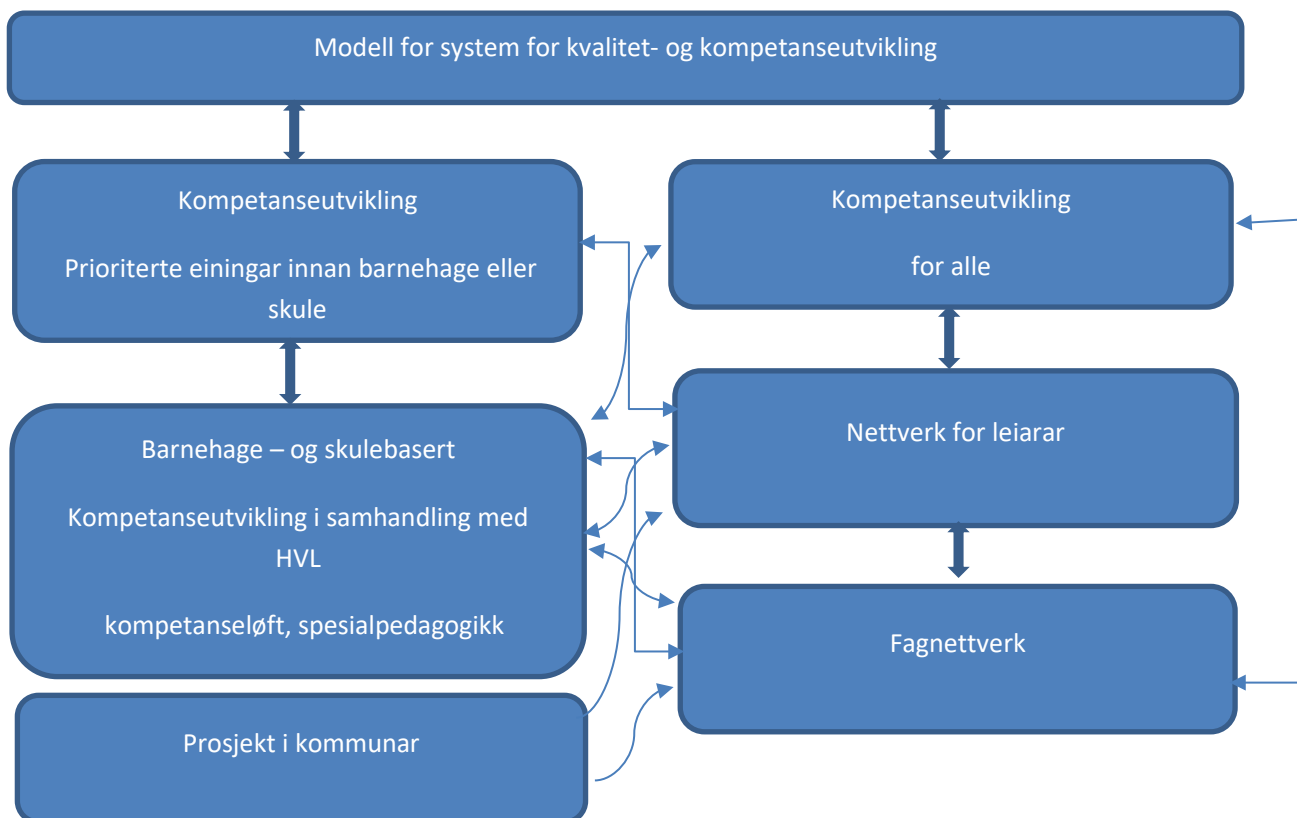 Modell for system for kvalitet- og kompetanseutvikling
Kompetanseutvikling
Prioriterte einingar innan barnehage eller
skule
Barnehage – og skulebasert
Kompetanseutvikling i samhandling med
HVL
kompetanseløft, spesialpedagogikk
Prosjekt i kommunar
Kompetanseutvikling
for alle
Nettverk for leiarar
Fagnettverk